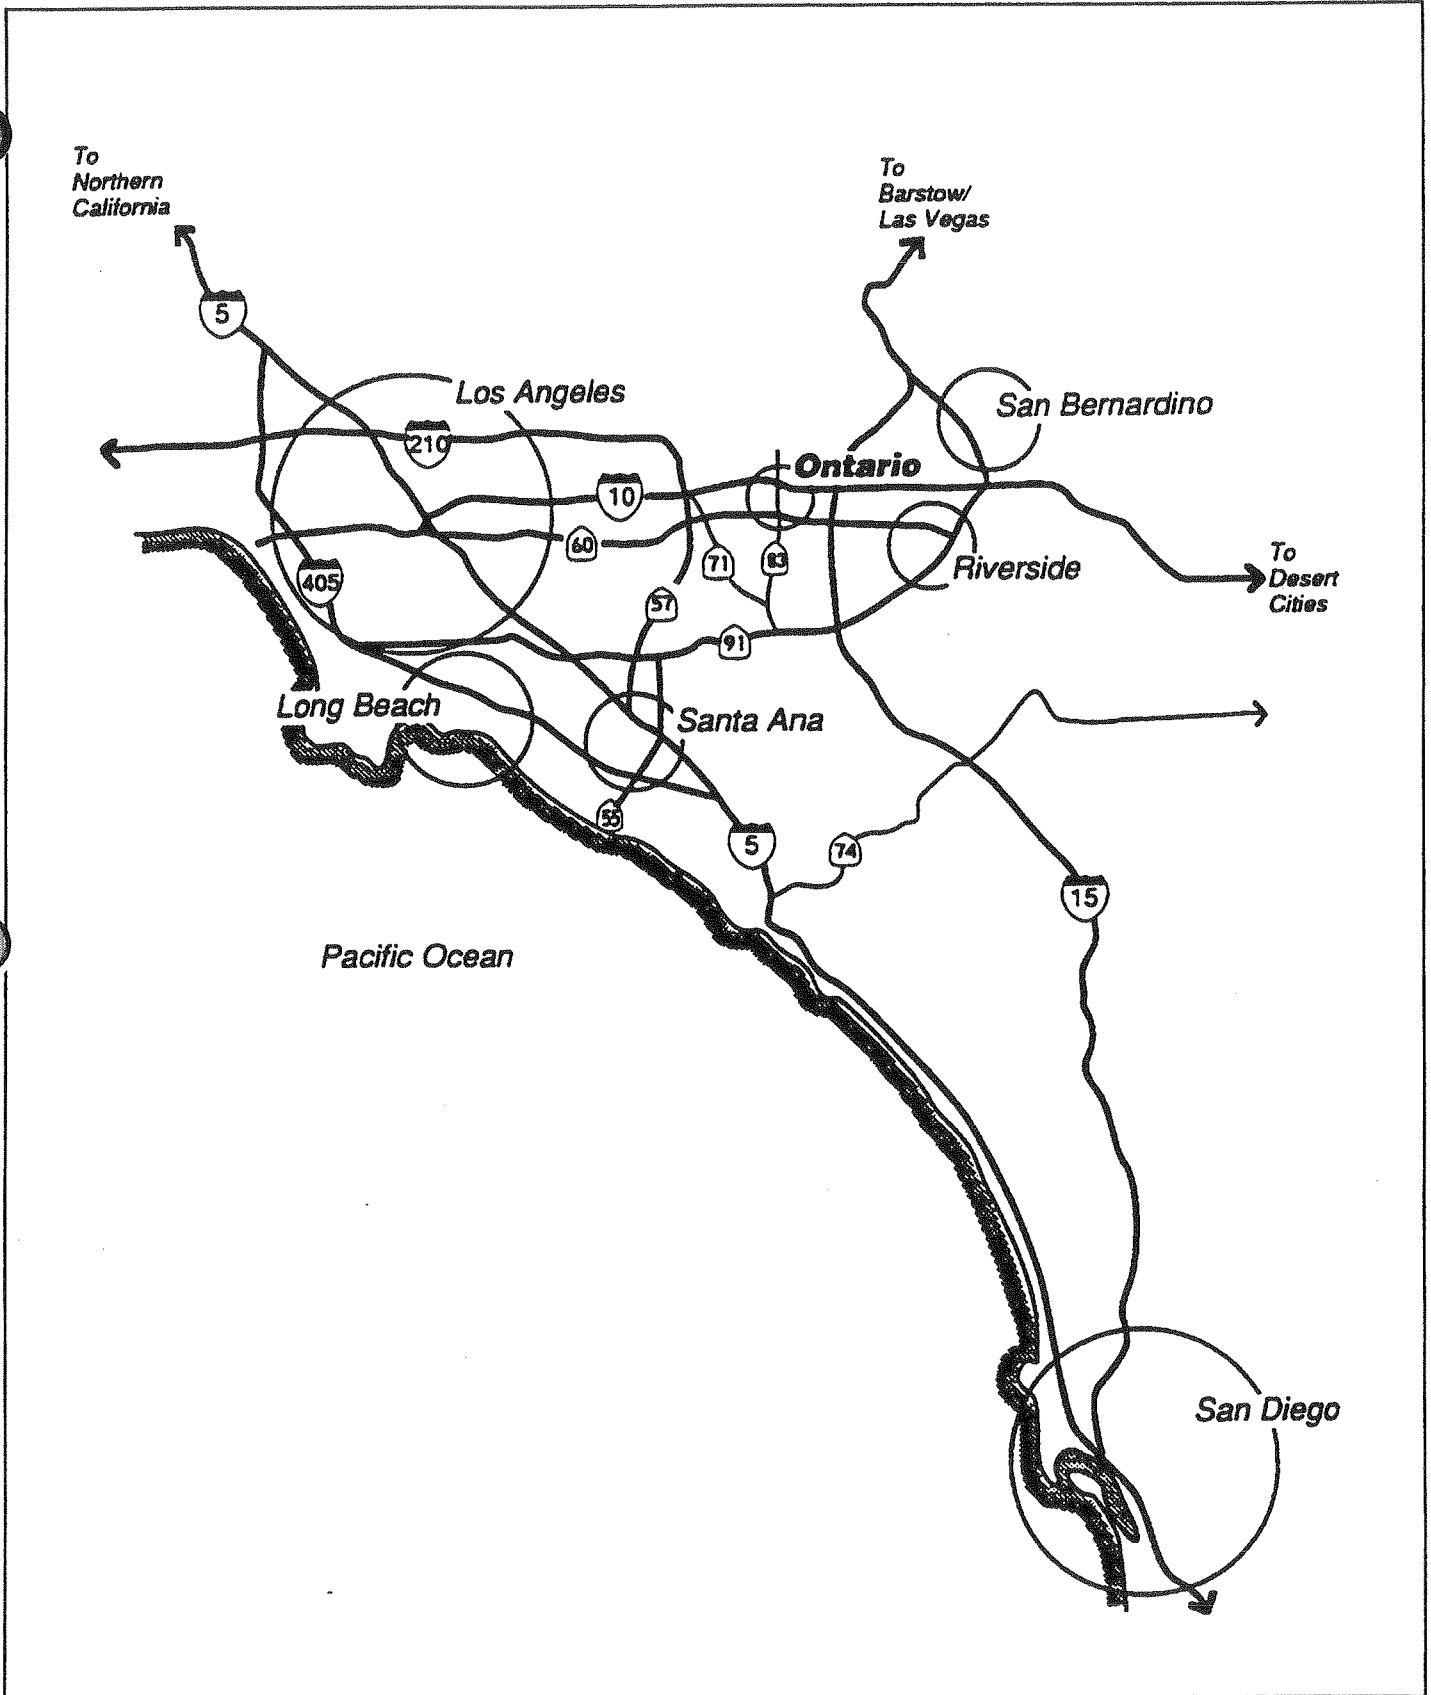 To
Northern
California
To
Barstow/
Las Vegas
5
Los Angeles
San Bernardino
210
Ontario
10
60
71
83
Riverside
To
Desert
Cities
405
57
91
Long Beach
Santa Ana
55
5
74
15
Pacific Ocean
San Diego